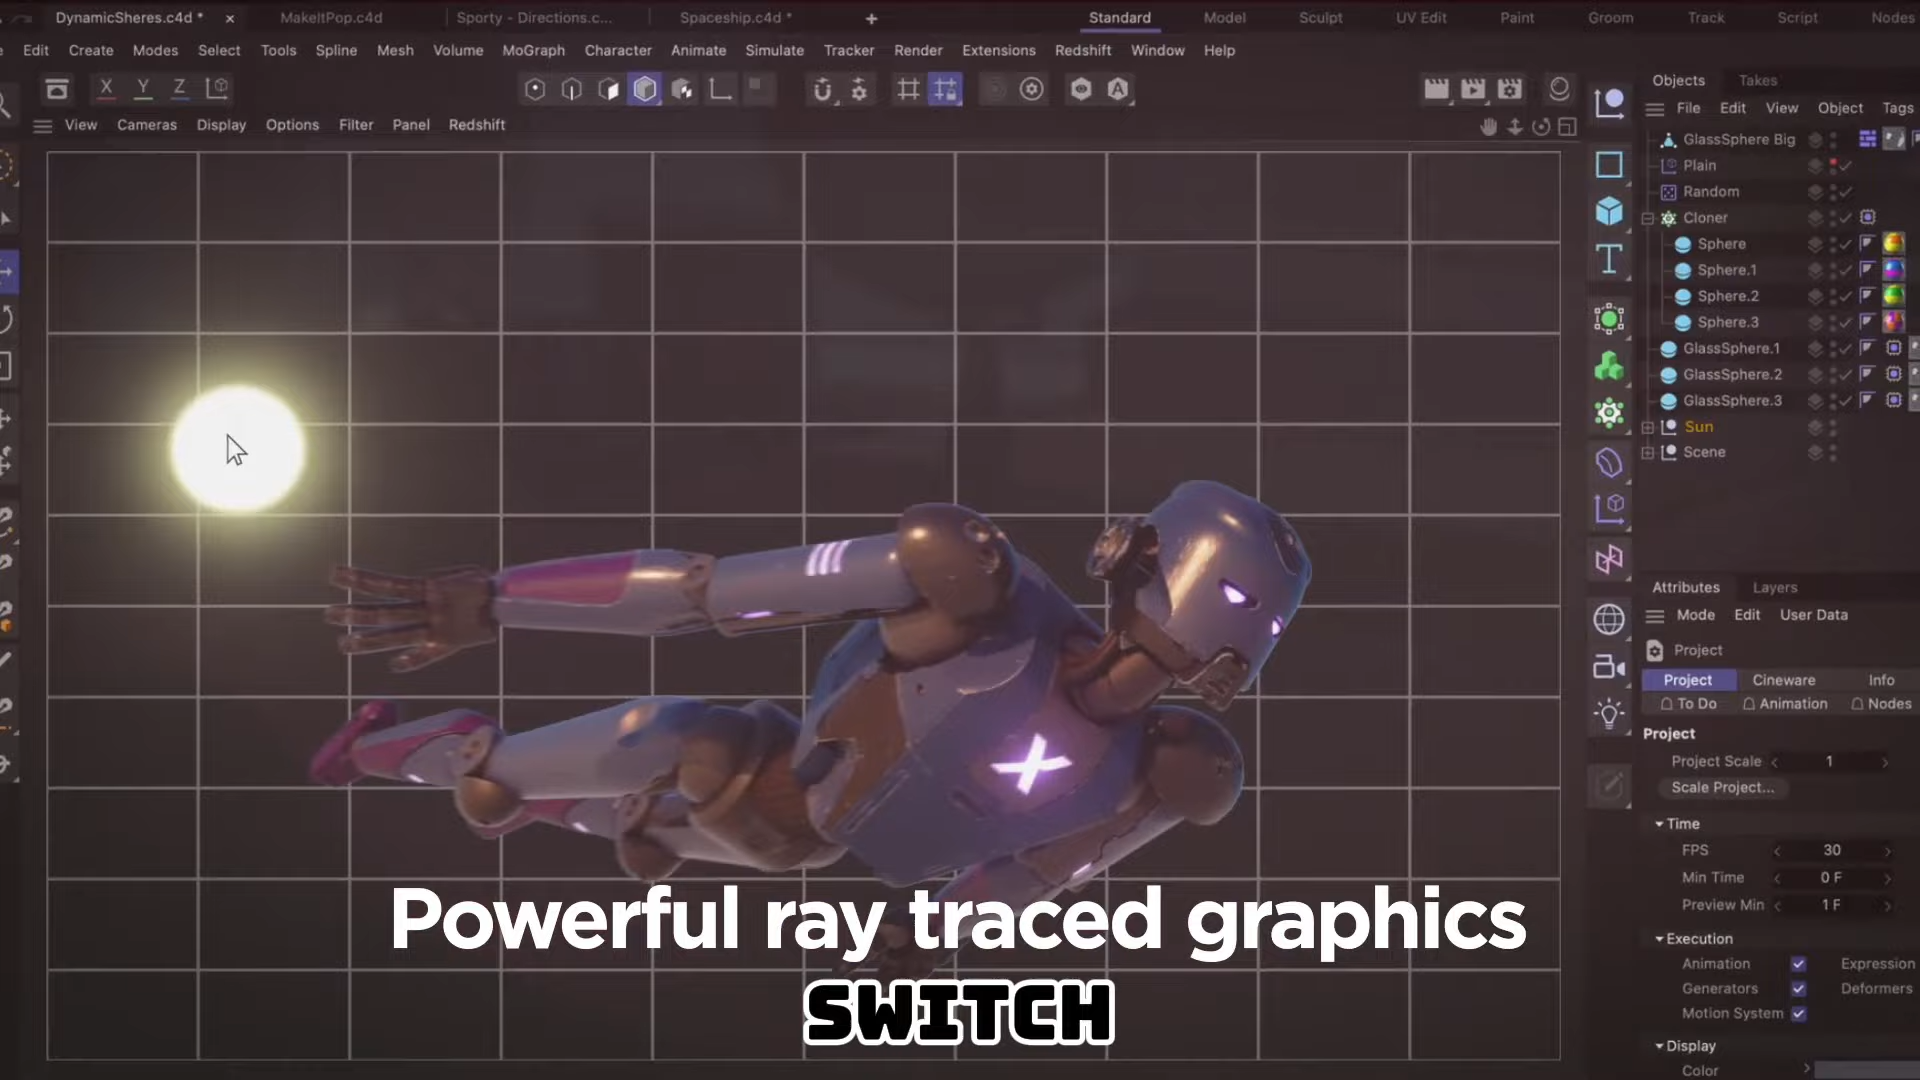 DynamicSheres.c4d *
MakeItPop.c4d
Sporty - Directions.c...
Spaceship.c4d *
Standard
Model
Sculpt
UV Edit
Paint
Groom
Track
Script
Nodes
Edit Create Modes Select Tools Spline Mesh Volume MoGraph Character Animate Simulate Tracker Render Extensions Redshift Window Help
X Y Z
View Cameras Display Options Filter Panel Redshift
Objects Takes
File Edit View Object Tags
GlassSphere Big
Plain
Random
Cloner
Sphere
Sphere.1
Sphere.2
Sphere.3
GlassSphere.1
GlassSphere.2
GlassSphere.3
Sun
Scene
Attributes Layers
Mode Edit User Data
Project
Project Cineware Info
To Do Animation Nodes
Project
Project Scale 1
Scale Project...
Time
FPS 30
Min Time 0 F
Preview Min 1 F
Execution
Animation Expression
Generators Deformers
Motion System
Display
Color
X
Powerful ray traced graphics
SWITCH